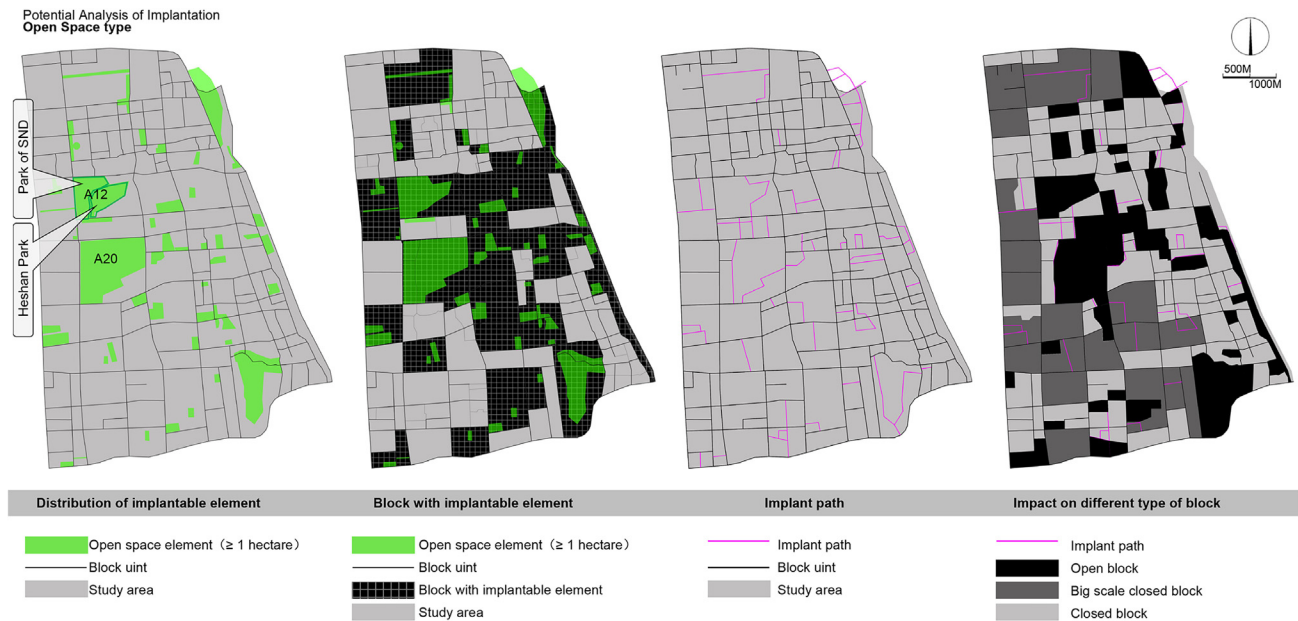 Potential Analysis of Implantation
Open Space type
500M
1000M
Park of SND
Heshan Park
A12
A20
Distribution of implantable element
Open space element（≥ 1 hectare）
Block uint
Study area
Block with implantable element
Open space element（≥ 1 hectare）
Block uint
Block with implantable element
Study area
Implant path
Implant path
Block uint
Study area
Impact on different type of block
Implant path
Open block
Big scale closed block
Closed block